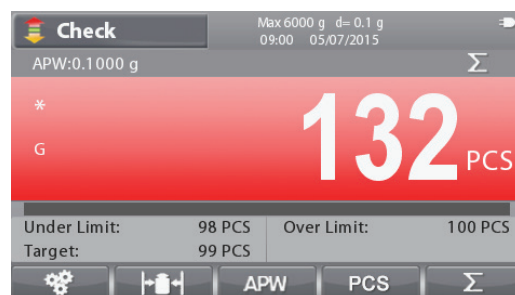 Check
Max 6000 g d= 0.1 g
09:00 05/07/2015
APW:0.1000 g
Σ
*
G
132 PCS
Under Limit: 98 PCS Over Limit: 100 PCS
Target: 99 PCS
APW PCS Σ